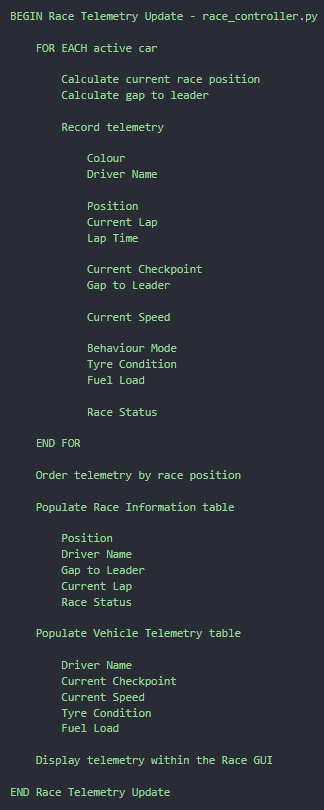 BEGIN Race Telemetry Update - race_controller.py
FOR EACH active car
Calculate current race position
Calculate gap to leader
Record telemetry
Colour
Driver Name
Position
Current Lap
Lap Time
Current Checkpoint
Gap to Leader
Current Speed
Behaviour Mode
Tyre Condition
Fuel Load
Race Status
END FOR
Order telemetry by race position
Populate Race Information table
Position
Driver Name
Gap to Leader
Current Lap
Race Status
Populate Vehicle Telemetry table
Driver Name
Current Checkpoint
Current Speed
Tyre Condition
Fuel Load
Display telemetry within the Race GUI
END Race Telemetry Update